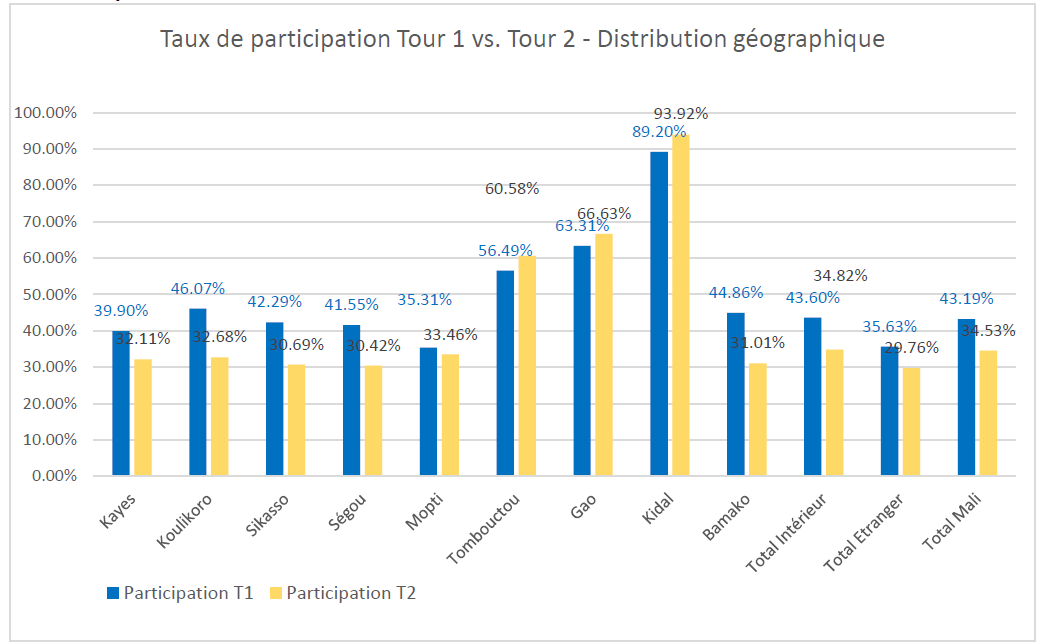 Taux de participation Tour 1 vs. Tour 2 - Distribution géographique
100.00%
90.00%
80.00%
70.00%
60.00%
50.00%
40.00%
30.00%
20.00%
10.00%
0.00%
39.90%
32.11%
46.07%
32.68%
42.29%
30.69%
41.55%
30.42%
35.31%
33.46%
56.49%
60.58%
63.31%
66.63%
89.20%
93.92%
44.86%
31.01%
43.60%
34.82%
35.63%
29.76%
43.19%
34.53%
Kayes
Koulikoro
Sikasso
Ségou
Mopti
Tombouctou
Gao
Kidal
Bamako
Total Intérieur
Total Etranger
Total Mali
Participation T1
Participation T2